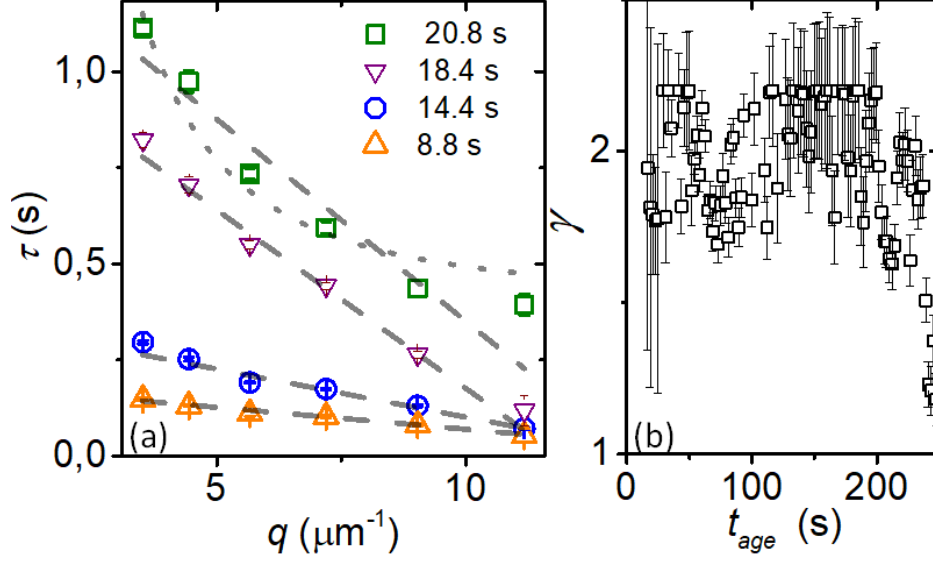 1,0
0,5
0,0
τ (s)
20.8 s
18.4 s
14.4 s
8.8 s
(a)
5
10
q (μm⁻¹)
2
1
γ
(b)
0
100
200
t_age (s)